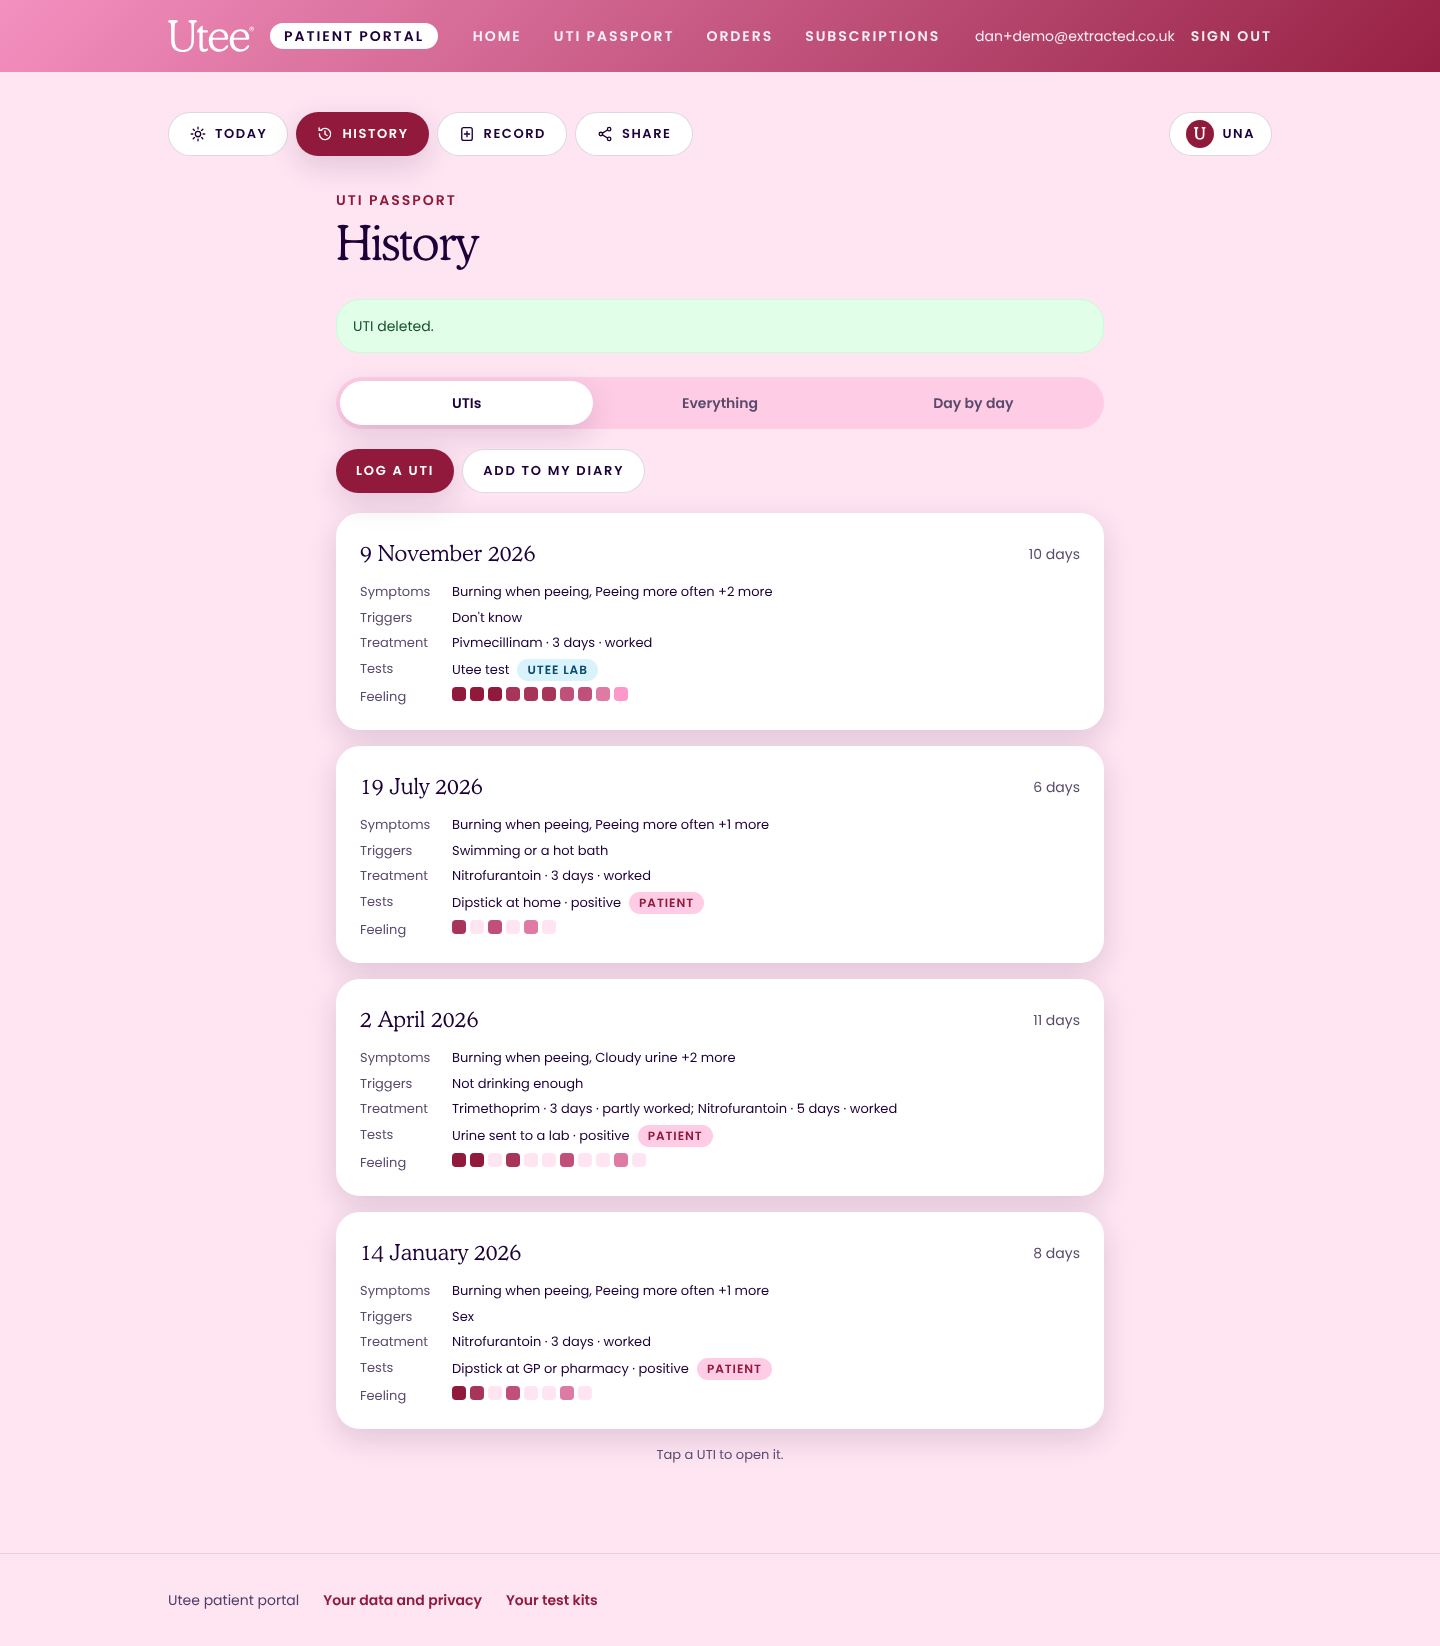 Utee® PATIENT PORTAL HOME UTI PASSPORT ORDERS SUBSCRIPTIONS dan+demo@extracted.co.uk SIGN OUT
TODAY HISTORY RECORD SHARE U UNA
UTI PASSPORT
History
UTI deleted.
UTIs Everything Day by day
LOG A UTI ADD TO MY DIARY
9 November 2026 10 days
Symptoms Burning when peeing, Peeing more often +2 more
Triggers Don't know
Treatment Pivmecillinam · 3 days · worked
Tests Utee test UTEE LAB
Feeling
19 July 2026 6 days
Symptoms Burning when peeing, Peeing more often +1 more
Triggers Swimming or a hot bath
Treatment Nitrofurantoin · 3 days · worked
Tests Dipstick at home · positive PATIENT
Feeling
2 April 2026 11 days
Symptoms Burning when peeing, Cloudy urine +2 more
Triggers Not drinking enough
Treatment Trimethoprim · 3 days · partly worked; Nitrofurantoin · 5 days · worked
Tests Urine sent to a lab · positive PATIENT
Feeling
14 January 2026 8 days
Symptoms Burning when peeing, Peeing more often +1 more
Triggers Sex
Treatment Nitrofurantoin · 3 days · worked
Tests Dipstick at GP or pharmacy · positive PATIENT
Feeling
Tap a UTI to open it.
Utee patient portal Your data and privacy Your test kits